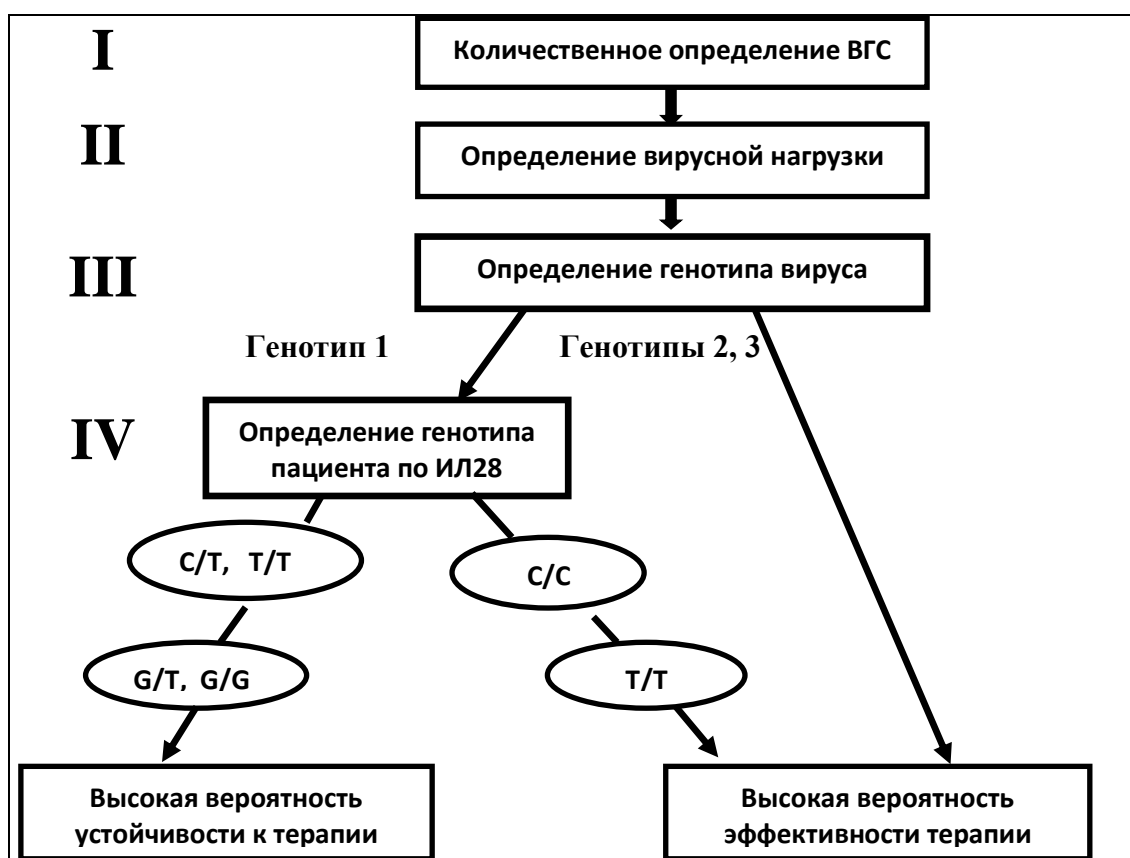 I
Количественное определение ВГС
II
Определение вирусной нагрузки
III
Определение генотипа вируса
Генотип 1
Генотипы 2, 3
IV
Определение генотипа
пациента по ИЛ28
C/T, T/T
C/C
G/T, G/G
T/T
Высокая вероятность
устойчивости к терапии
Высокая вероятность
эффективности терапии